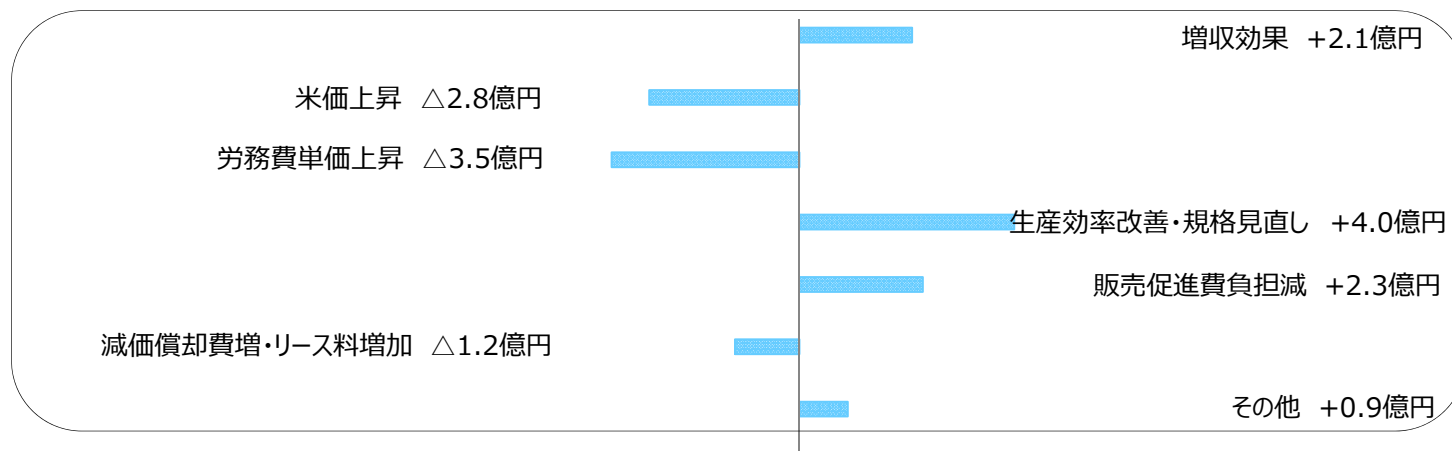 増収効果 +2.1億円
米価上昇 △2.8億円
労務費単価上昇 △3.5億円
生産効率改善・規格見直し +4.0億円
販売促進費負担減 +2.3億円
減価償却費増・リース料増加 △1.2億円
その他 +0.9億円